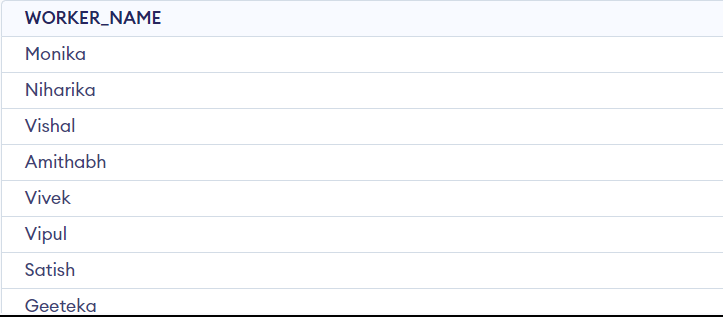 WORKER_NAME
Monika
Niharika
Vishal
Amithabh
Vivek
Vipul
Satish
Geeteka